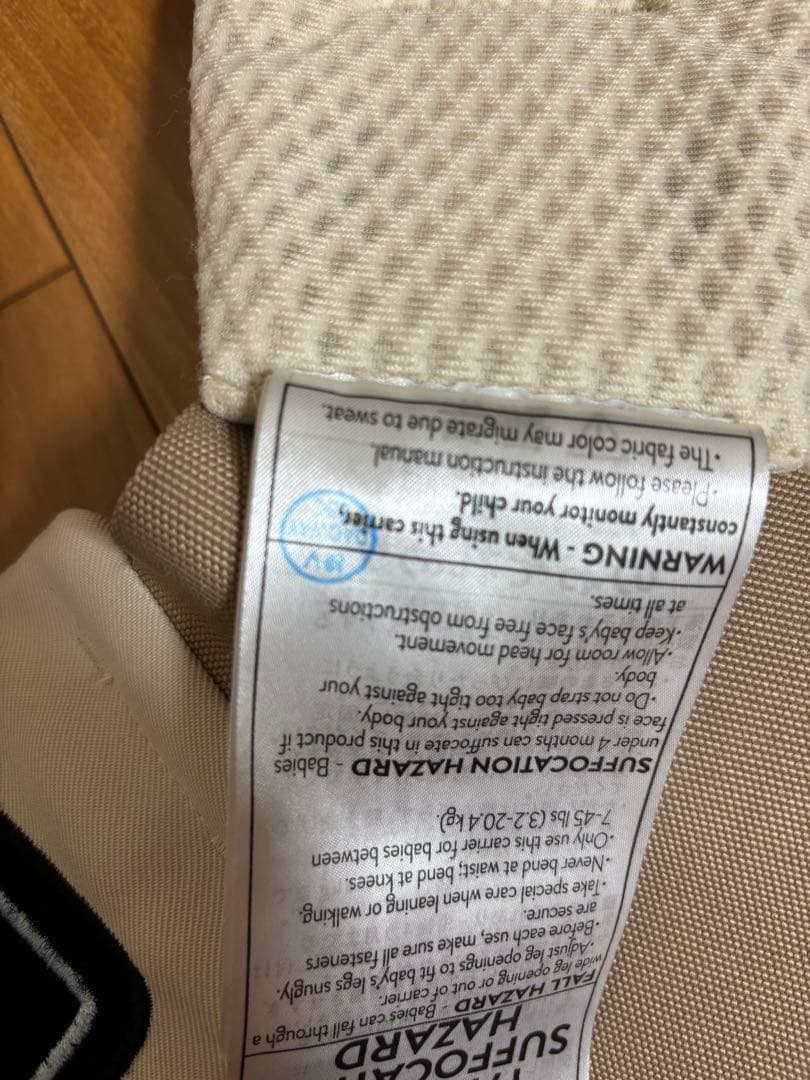 SUFFOCA
HAZARD
FALL HAZARD - Babies can fall through a
wide leg opening or out of carrier.
•Adjust leg openings to fit baby's legs snugly.
•Before each use, make sure all fasteners
are secure.
•Take special care when leaning or walking.
•Never bend at waist; bend at knees.
•Only use this carrier for babies between
7-45 lbs (3.2-20.4 kg).
SUFFOCATION HAZARD - Babies
under 4 months can suffocate in this product if
face is pressed tight against your body.
•Do not strap baby too tight against your
body.
•Allow room for head movement.
•Keep baby's face free from obstructions
at all times.
WARNING - When using this carrier,
constantly monitor your child.
•Please follow the instruction manual.
•The fabric color may migrate due to sweat.